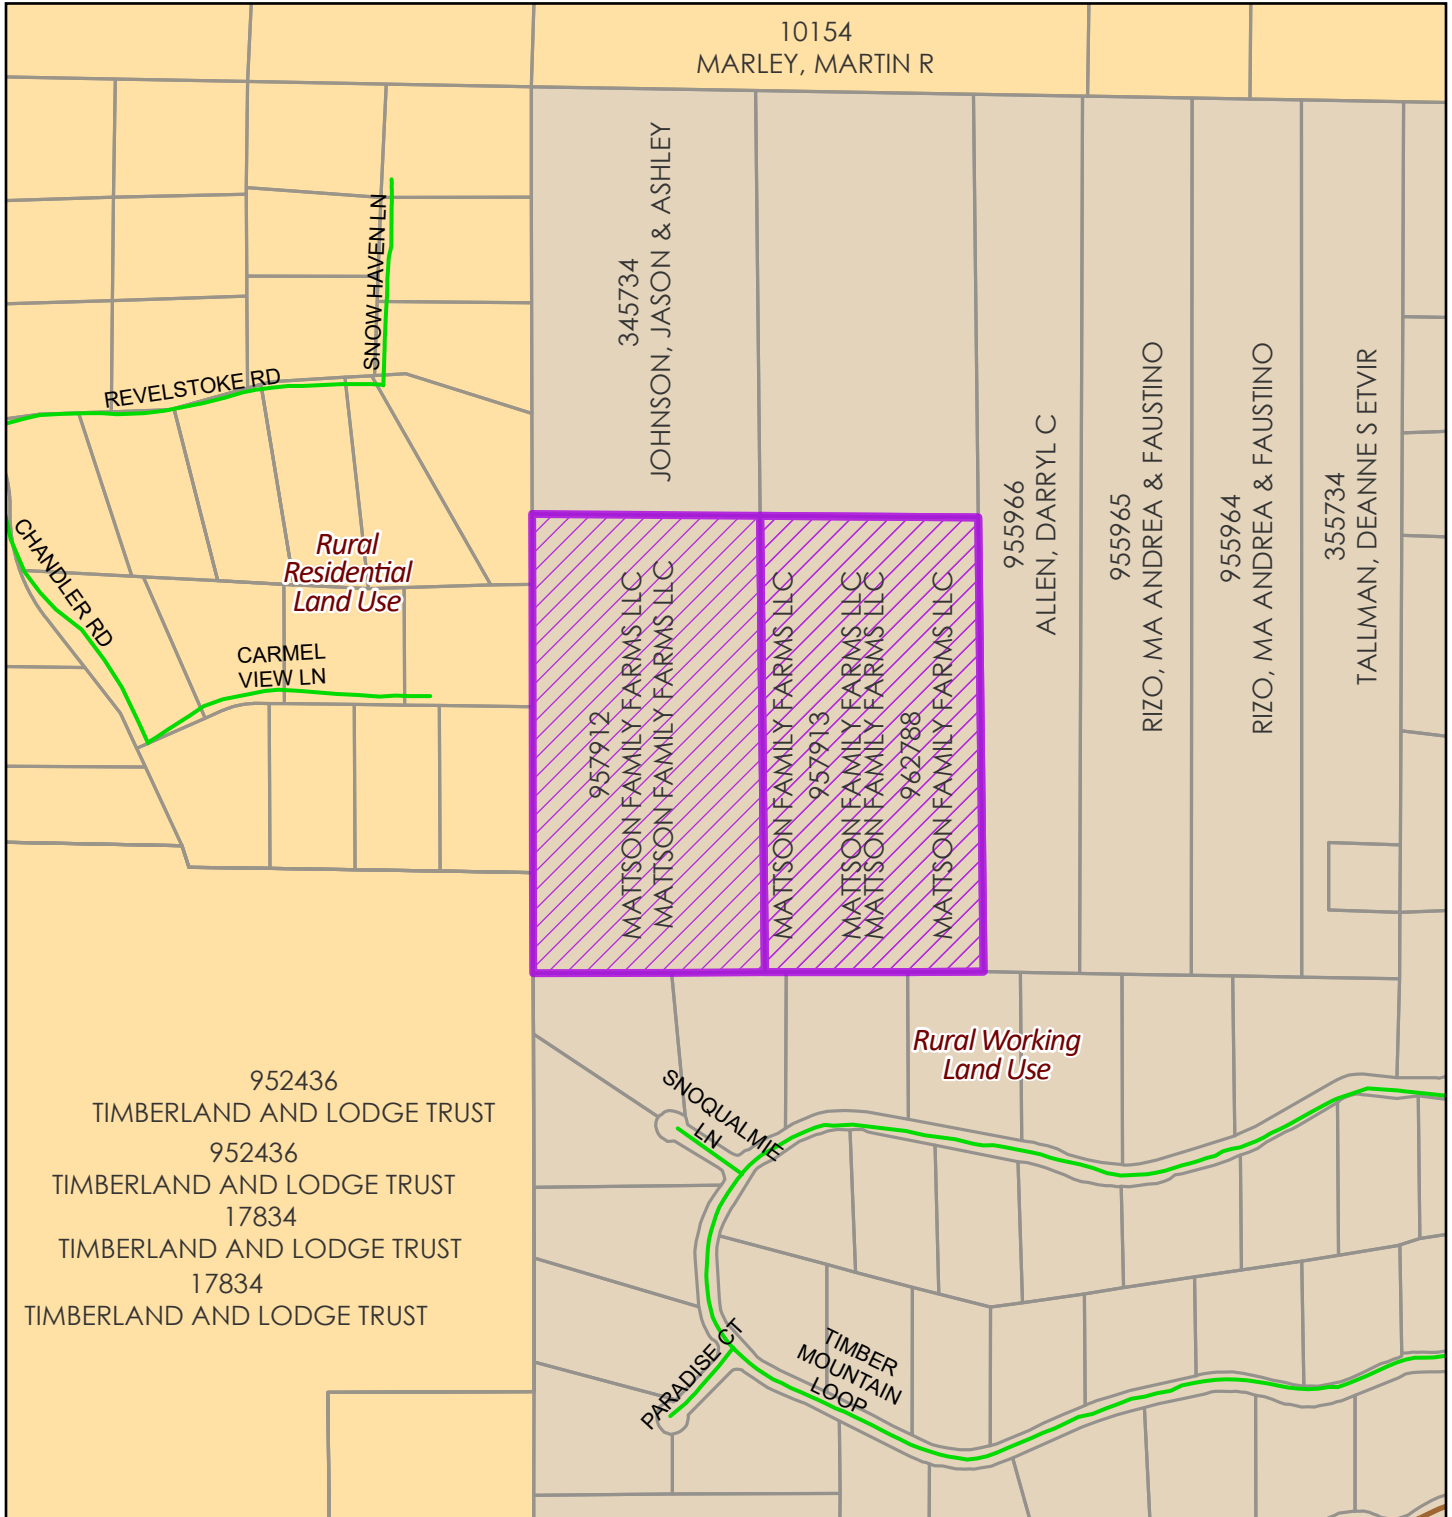 10154
MARLEY, MARTIN R
345734
JOHNSON, JASON & ASHLEY
SNOW HAVEN LN
REVELSTOKE RD
CHANDLER RD
Rural
Residential
Land Use
CARMEL
VIEW LN
957912
MATTSON FAMILY FARMS LLC
MATTSON FAMILY FARMS LLC
MATTSON FAMILY FARMS LLC
957913
MATTSON FAMILY FARMS LLC
MATTSON FAMILY FARMS LLC
962788
MATTSON FAMILY FARMS LLC
955966
ALLEN, DARRYL C
955965
RIZO, MA ANDREA & FAUSTINO
955964
RIZO, MA ANDREA & FAUSTINO
355734
TALLMAN, DEANNE S ETVIR
Rural Working
Land Use
952436
TIMBERLAND AND LODGE TRUST
952436
TIMBERLAND AND LODGE TRUST
17834
TIMBERLAND AND LODGE TRUST
17834
TIMBERLAND AND LODGE TRUST
SNOQUALMIE
LN
PARADISE CT
TIMBER
MOUNTAIN
LOOP